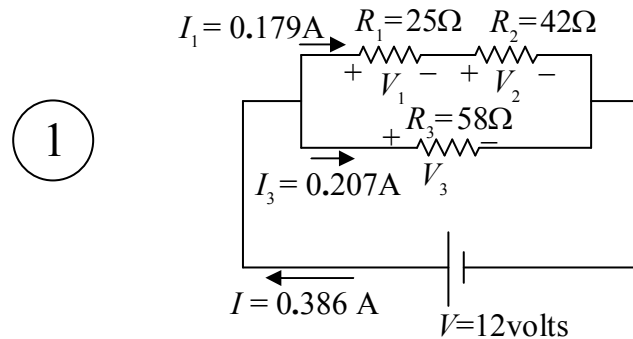 I₁ = 0.179A R₁=25Ω R₂=42Ω
+ − + −
V₁ V₂
1
R₃=58Ω
+ −
I₃ = 0.207A V₃
I = 0.386 A
V=12volts